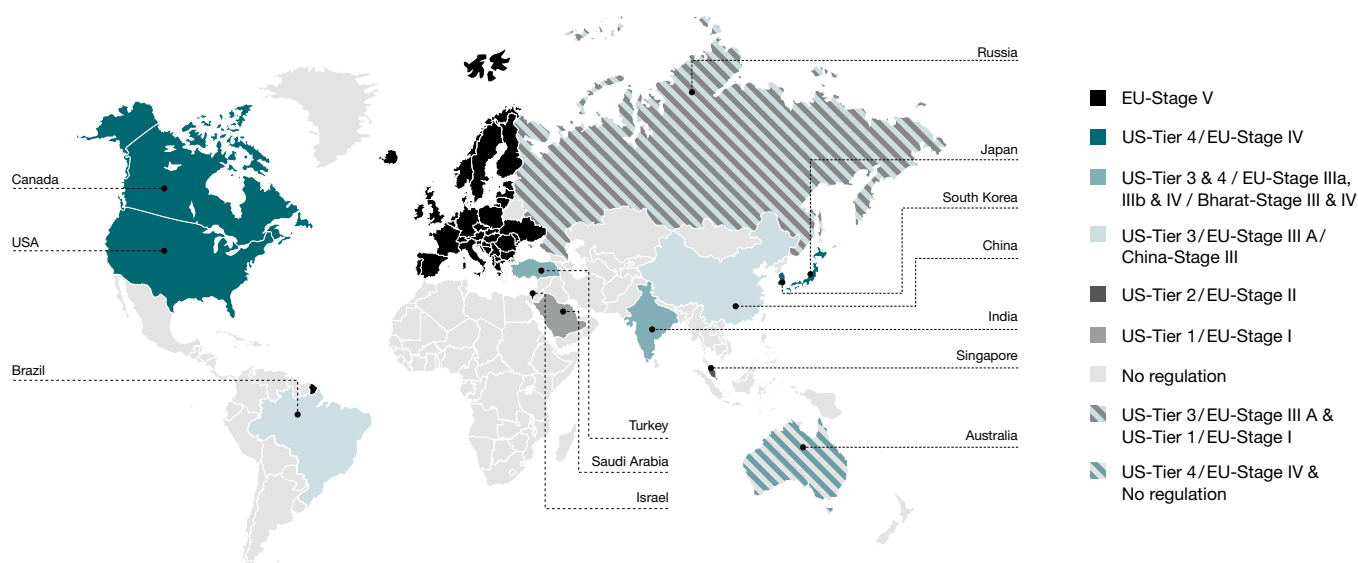 Russia
Japan
Canada
South Korea
USA
China
India
Singapore
Brazil
Turkey
Australia
Saudi Arabia
Israel
EU-Stage V
US-Tier 4/EU-Stage IV
US-Tier 3 & 4 / EU-Stage IIIa,
IIIb & IV / Bharat-Stage III & IV
US-Tier 3/EU-Stage III A/
China-Stage III
US-Tier 2/EU-Stage II
US-Tier 1/EU-Stage I
No regulation
US-Tier 3/EU-Stage III A &
US-Tier 1/EU-Stage I
US-Tier 4/EU-Stage IV &
No regulation